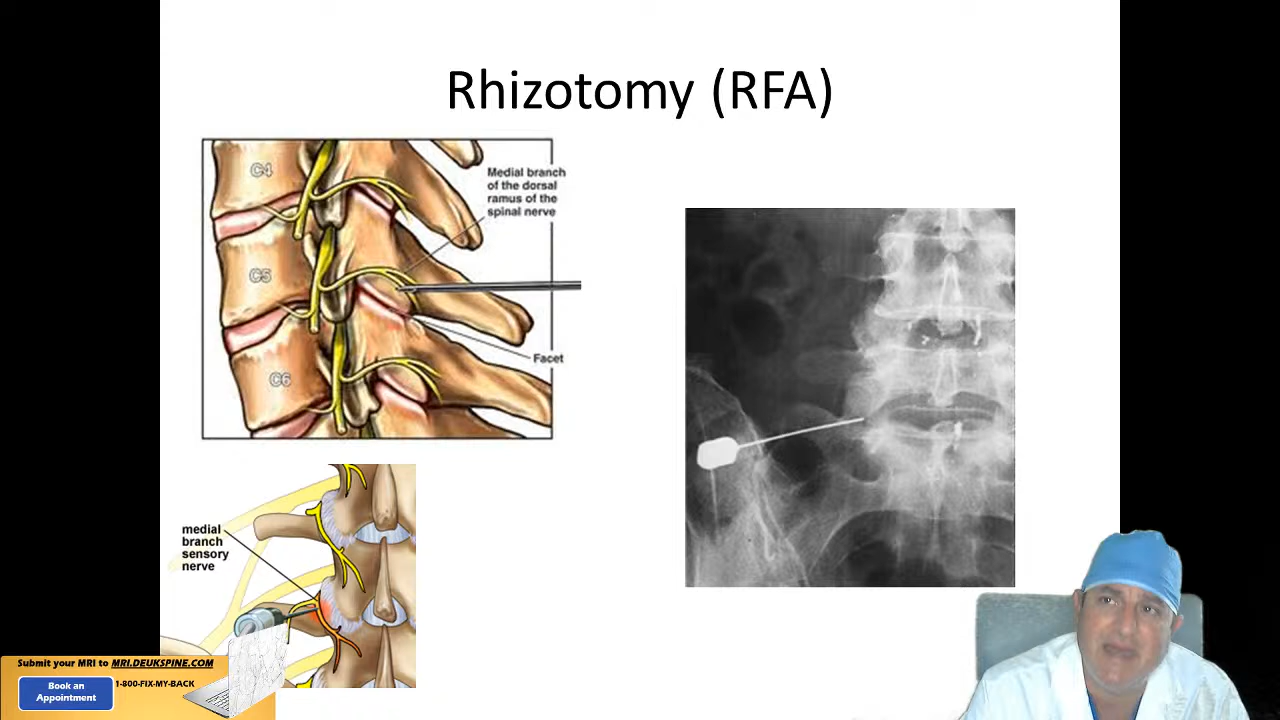 Rhizotomy (RFA)
C4
Medial branch
of the dorsal
ramus of the
spinal nerve
C5
Facet
C6
medial
branch
sensory
nerve
Submit your MRI to MRI.DEUKSPINE.COM
Book an
Appointment
1-800-FIX-MY-BACK